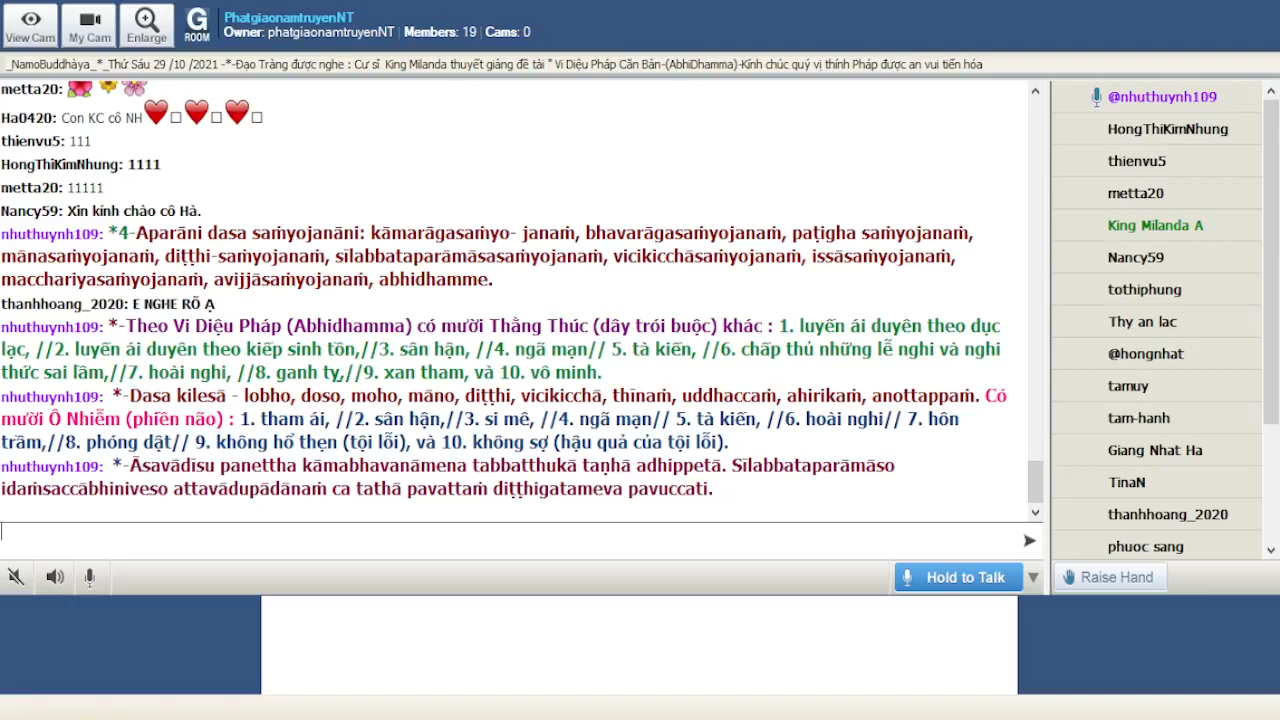 View Cam
My Cam
Enlarge
G
ROOM
PhatgiaonamtruyenNT
Owner: phatgiaonamtruyenNT | Members: 19 | Cams: 0
_NamoBuddhàya_*_Thứ Sáu 29 /10 /2021 -*-Đạo Tràng được nghe : Cư sĩ King Milanda thuyết giảng đề tài " Vi Diệu Pháp Căn Bản-(AbhiDhamma)-Kính chúc quý vị thính Pháp được an vui tiến hóa
metta20:
Ha0420: Con KC cô NH
thienvu5: 111
HongThiKimNhung: 1111
metta20: 11111
Nancy59: Xin kính chào cô Hà.
nhuthuynh109: *4-Aparāni dasa saṁyojanāni: kāmarāgasaṁyo- janaṁ, bhavarāgasaṁyojanaṁ, paṭigha saṁyojanaṁ,
mānasaṁyojanaṁ, diṭṭhi-saṁyojanaṁ, sīlabbataparāmāsasaṁyojanaṁ, vicikicchāsaṁyojanaṁ, issāsaṁyojanaṁ,
macchariyasaṁyojanaṁ, avijjāsaṁyojanaṁ, abhidhamme.
thanhhoang_2020: E NGHE RÕ Ạ
nhuthuynh109: *-Theo Vi Diệu Pháp (Abhidhamma) có mười Thằng Thúc (dây trói buộc) khác : 1. luyến ái duyên theo dục
lạc, //2. luyến ái duyên theo kiếp sinh tồn,//3. sân hận, //4. ngã mạn// 5. tà kiến, //6. chấp thủ những lễ nghi và nghi
thức sai lầm,//7. hoài nghi, //8. ganh tỵ,//9. xan tham, và 10. vô minh.
nhuthuynh109: *-Dasa kilesā - lobho, doso, moho, māno, diṭṭhi, vicikicchā, thīnaṁ, uddhaccaṁ, ahirikaṁ, anottappaṁ. Có
mười Ô Nhiễm (phiền não) : 1. tham ái, //2. sân hận,//3. si mê, //4. ngã mạn// 5. tà kiến, //6. hoài nghi// 7. hôn
trầm,//8. phóng dật// 9. không hổ thẹn (tội lỗi), và 10. không sợ (hậu quả của tội lỗi).
nhuthuynh109: *-Āsavādīsu panettha kāmabhavanāmena tabbatthukā taṇhā adhippetā. Sīlabbataparāmāso
idaṁsaccābhiniveso attavādupādānaṁ ca tathā pavattaṁ diṭṭhigatameva pavuccati.
Hold to Talk
@nhuthuynh109
HongThiKimNhung
thienvu5
metta20
King Milanda A
Nancy59
tothiphung
Thy an lac
@hongnhat
tamuy
tam-hanh
Giang Nhat Ha
TinaN
thanhhoang_2020
phuoc sang
Raise Hand